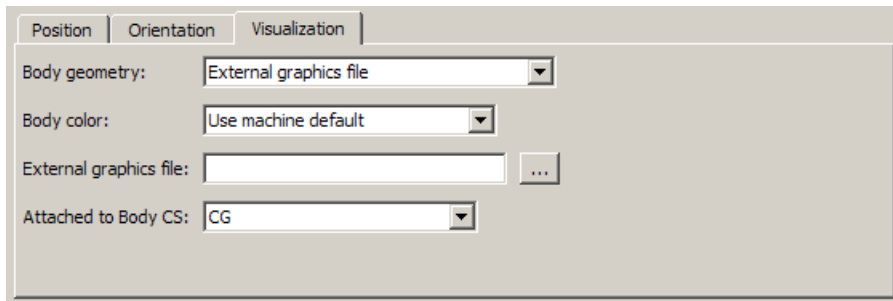 Position Orientation Visualization
Body geometry: External graphics file
Body color: Use machine default
External graphics file: ...
Attached to Body CS: CG